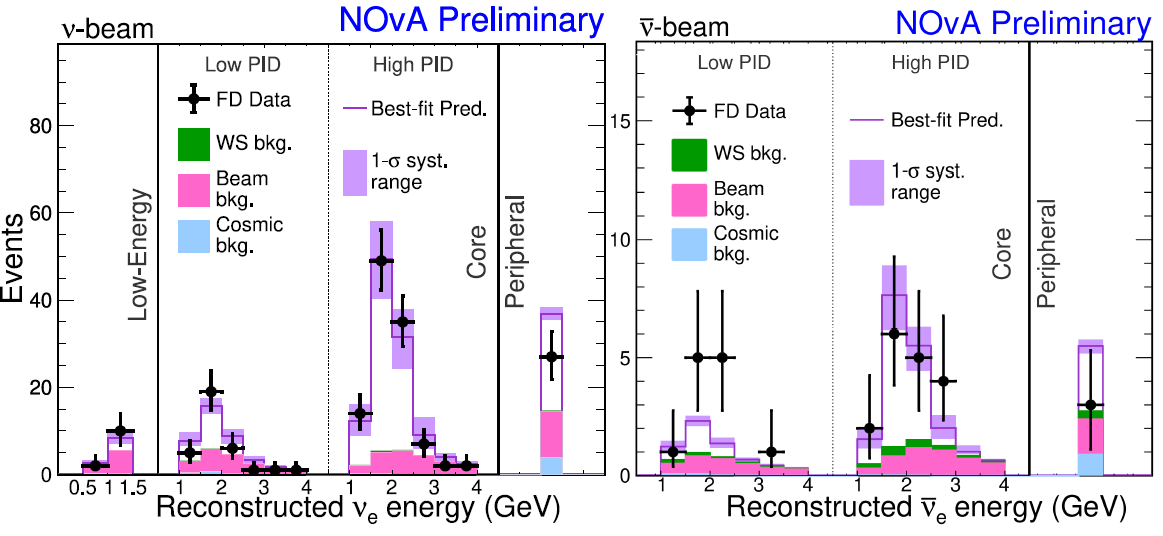 ν-beam
NOvA Preliminary
Low PID
High PID
FD Data
WS bkg.
Beam
bkg.
Cosmic
bkg.
Best-fit Pred.
1-σ syst.
range
Low-Energy
Core
Peripheral
Events
80
60
40
20
0
0.5 1 1.5
1 2 3 4
1 2 3 4
Reconstructed νe energy (GeV)
ν̅-beam
NOvA Preliminary
Low PID
High PID
FD Data
WS bkg.
Beam
bkg.
Cosmic
bkg.
Best-fit Pred.
1-σ syst.
range
Core
Peripheral
15
10
5
0
1 2 3 4
1 2 3 4
Reconstructed ν̅e energy (GeV)